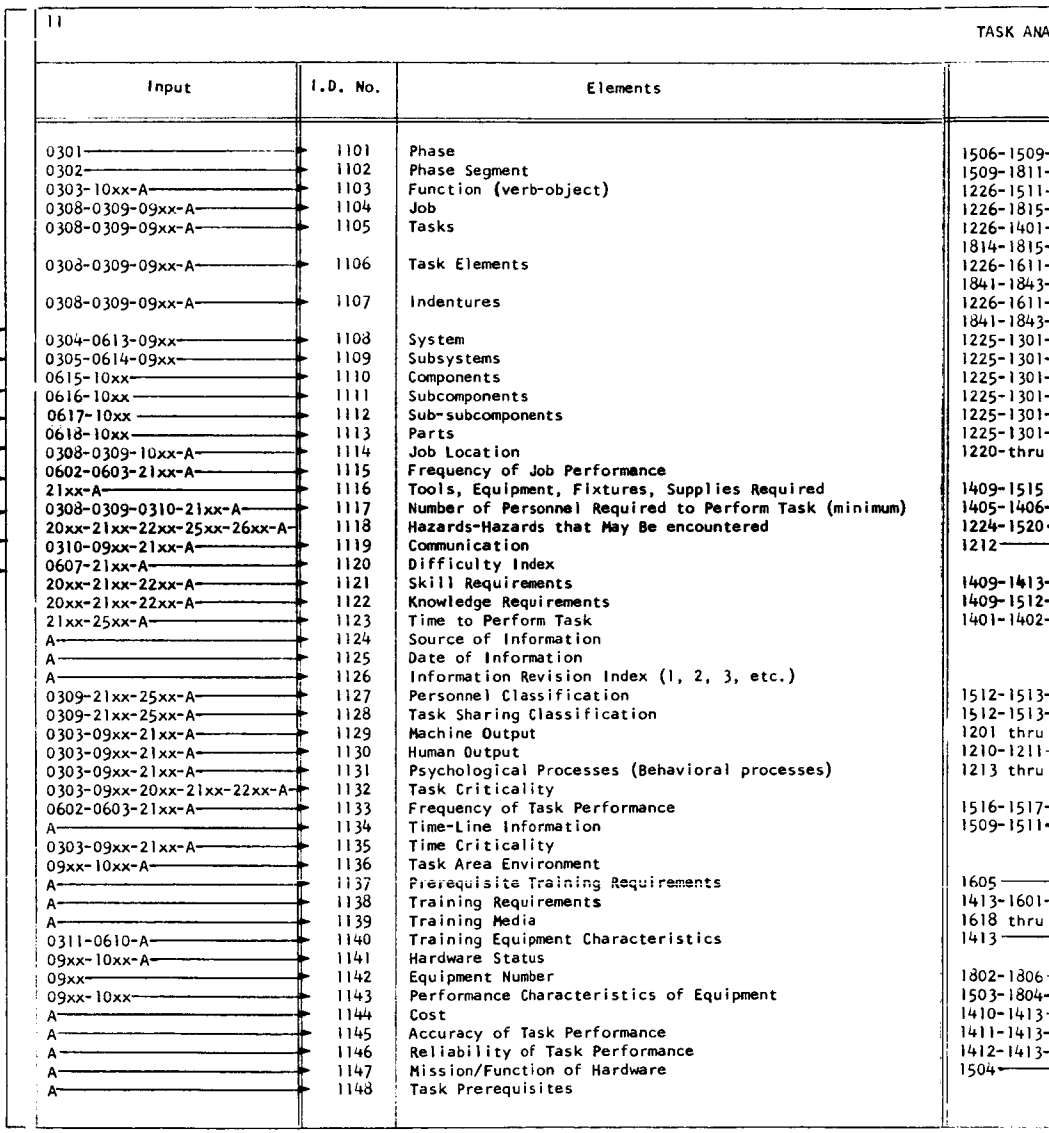 11
TASK ANA
Input I.D. No. Elements
0301 1101 Phase 1506-1509-
0302 1102 Phase Segment 1509-1811-
0303-10xx-A 1103 Function (verb-object) 1226-1511-
0308-0309-09xx-A 1104 Job 1226-1815-
0308-0309-09xx-A 1105 Tasks 1226-1401-
1814-1815-
0308-0309-09xx-A 1106 Task Elements 1226-1611-
1841-1843-
0308-0309-09xx-A 1107 Indentures 1226-1611-
1841-1843-
0304-0613-09xx 1108 System 1225-1301-
0305-0614-09xx 1109 Subsystems 1225-1301-
0615-10xx 1110 Components 1225-1301-
0616-10xx 1111 Subcomponents 1225-1301-
0617-10xx 1112 Sub-subcomponents 1225-1301-
0618-10xx 1113 Parts 1225-1301-
0308-0309-10xx-A 1114 Job Location 1220-thru
0602-0603-21xx-A 1115 Frequency of Job Performance
21xx-A 1116 Tools, Equipment, Fixtures, Supplies Required 1409-1515
0308-0309-0310-21xx-A 1117 Number of Personnel Required to Perform Task (minimum) 1405-1406-
20xx-21xx-22xx-25xx-26xx-A 1118 Hazards-Hazards that May Be encountered 1224-1520
0310-09xx-21xx-A 1119 Communication 1212
0607-21xx-A 1120 Difficulty Index
20xx-21xx-22xx-A 1121 Skill Requirements 1409-1413-
20xx-21xx-22xx-A 1122 Knowledge Requirements 1409-1512-
21xx-25xx-A 1123 Time to Perform Task 1401-1402-
A 1124 Source of Information
A 1125 Date of Information
A 1126 Information Revision Index (1, 2, 3, etc.)
0309-21xx-25xx-A 1127 Personnel Classification 1512-1513-
0309-21xx-25xx-A 1128 Task Sharing Classification 1512-1513-
0303-09xx-21xx-A 1129 Machine Output 1201 thru
0303-09xx-21xx-A 1130 Human Output 1210-1211-
0303-09xx-21xx-A 1131 Psychological Processes (Behavioral processes) 1213 thru
0303-09xx-20xx-21xx-22xx-A 1132 Task Criticality
0602-0603-21xx-A 1133 Frequency of Task Performance 1516-1517-
A 1134 Time-Line Information 1509-1511-
0303-09xx-21xx-A 1135 Time Criticality
09xx-10xx-A 1136 Task Area Environment
A 1137 Prerequisite Training Requirements 1605
A 1138 Training Requirements 1413-1601-
A 1139 Training Media 1618 thru
0311-0610-A 1140 Training Equipment Characteristics 1413
09xx-10xx-A 1141 Hardware Status
09xx 1142 Equipment Number 1802-1806-
09xx-10xx 1143 Performance Characteristics of Equipment 1503-1804-
A 1144 Cost 1410-1413-
A 1145 Accuracy of Task Performance 1411-1413-
A 1146 Reliability of Task Performance 1412-1413-
A 1147 Mission/Function of Hardware 1504
A 1148 Task Prerequisites